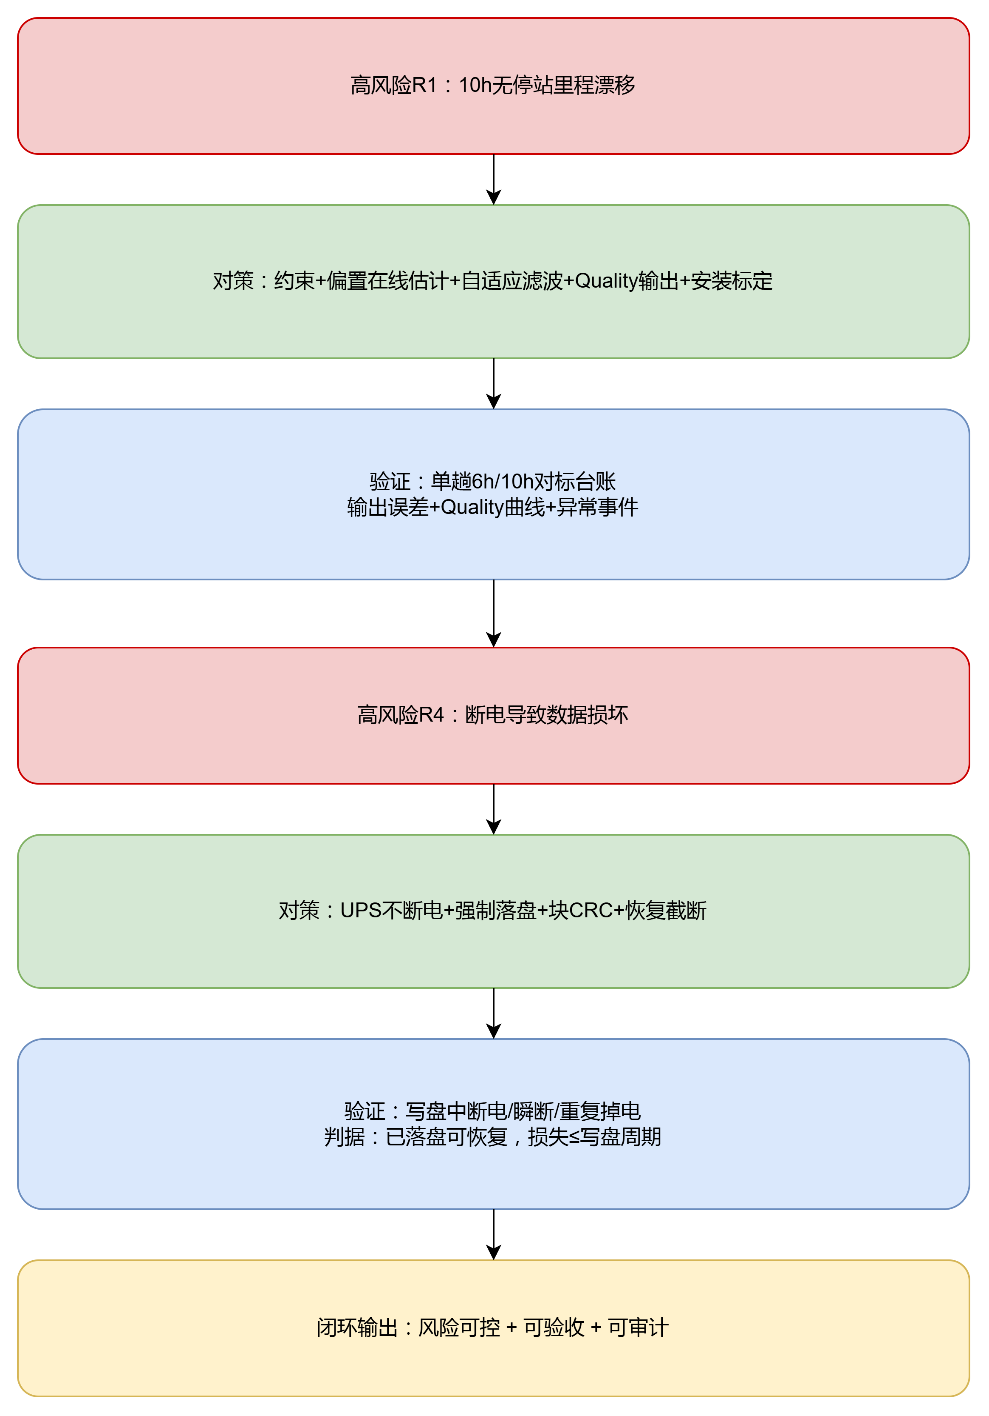 高风险R1：10h无停站里程漂移
对策：约束+偏置在线估计+自适应滤波+Quality输出+安装标定
验证：单趟6h/10h对标台账
输出误差+Quality曲线+异常事件
高风险R4：断电导致数据损坏
对策：UPS不断电+强制落盘+块CRC+恢复截断
验证：写盘中断电/瞬断/重复掉电
判据：已落盘可恢复，损失≤写盘周期
闭环输出：风险可控 + 可验收 + 可审计